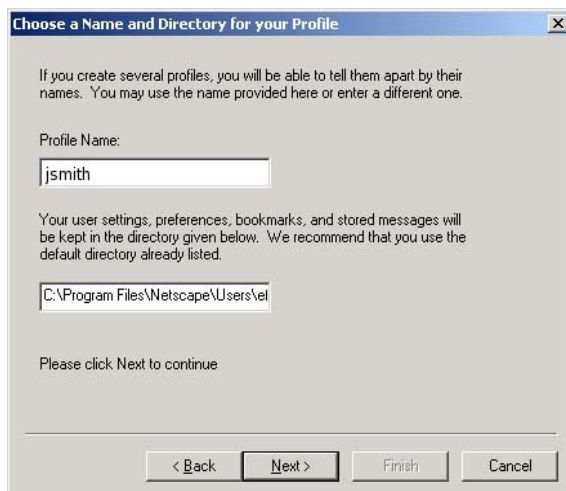 Choose a Name and Directory for your Profile
If you create several profiles, you will be able to tell them apart by their
names. You may use the name provided here or enter a different one.
Profile Name:
jsmith
Your user settings, preferences, bookmarks, and stored messages will
be kept in the directory given below. We recommend that you use the
default directory already listed.
C:\Program Files\Netscape\Users\el
Please click Next to continue
< Back
Next >
Finish
Cancel